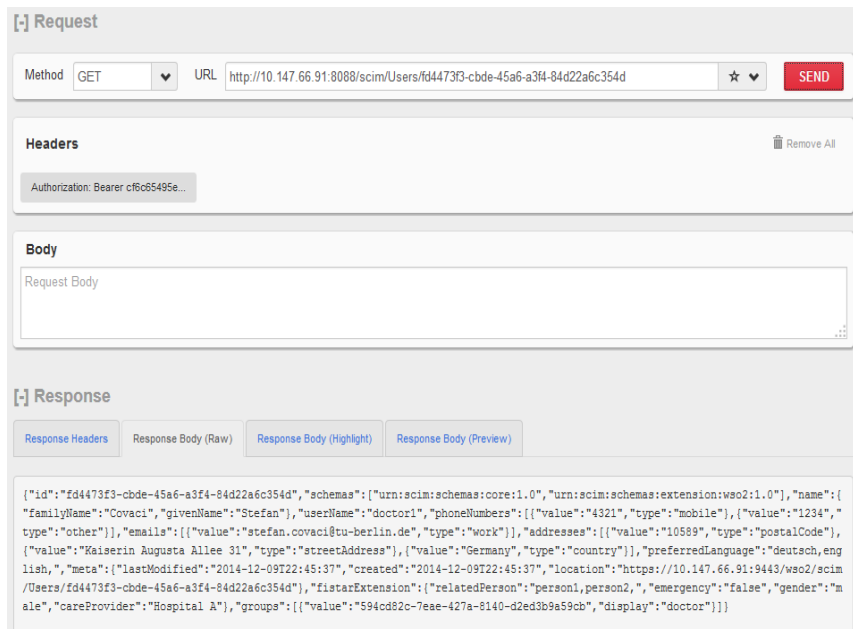 [-] Request
Method GET URL http://10.147.66.91:8088/scim/Users/fd4473f3-cbde-45a6-a3f4-84d22a6c354d SEND
Headers Remove All
Authorization: Bearer cf6c65495e...
Body
Request Body
[-] Response
Response Headers Response Body (Raw) Response Body (Highlight) Response Body (Preview)
{"id":"fd4473f3-cbde-45a6-a3f4-84d22a6c354d","schemas":["urn:scim:schemas:core:1.0","urn:scim:schemas:extension:wso2:1.0"],"name":{
"familyName":"Covaci","givenName":"Stefan"},"userName":"doctor1","phoneNumbers":[{"value":"4321","type":"mobile"},{"value":"1234","
type":"other"}],"emails":[{"value":"stefan.covaci@tu-berlin.de","type":"work"}],"addresses":[{"value":"10589","type":"postalCode"},
{"value":"Kaiserin Augusta Allee 31","type":"streetAddress"},{"value":"Germany","type":"country"}],"preferredLanguage":"deutsch,eng
lish,","meta":{"lastModified":"2014-12-09T22:45:37","created":"2014-12-09T22:45:37","location":"https://10.147.66.91:9443/wso2/scim
/Users/fd4473f3-cbde-45a6-a3f4-84d22a6c354d"},"fistarExtension":{"relatedPerson":"person1,person2,","emergency":"false","gender":"m
ale","careProvider":"Hospital A"},"groups":[{"value":"594cd82c-7eae-427a-8140-d2ed3b9a59cb","display":"doctor"}]}